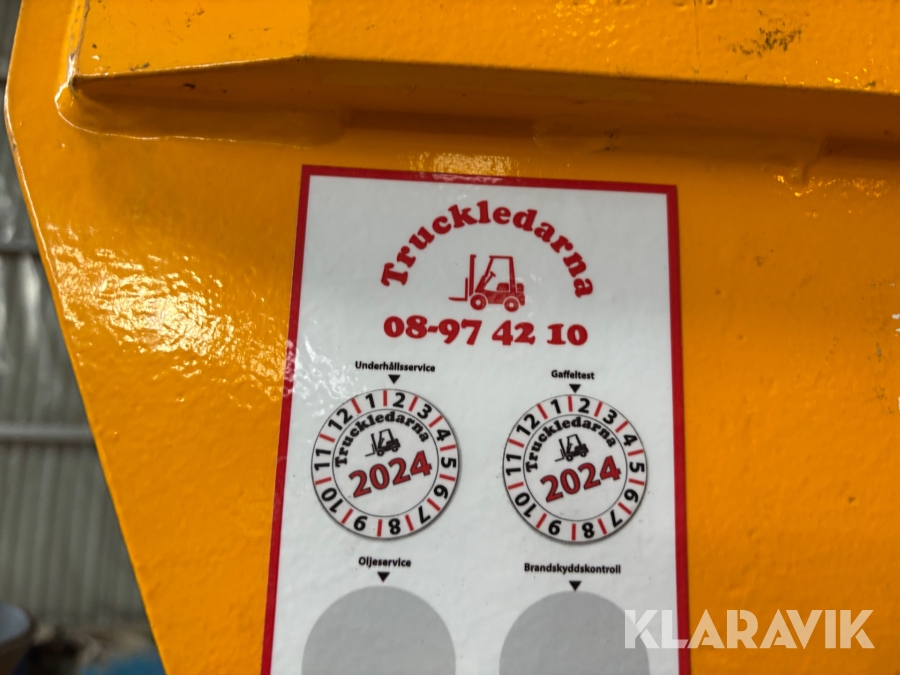 Truckledarna
08-97 42 10
Underhållsservice
Gaffeltest
1 2 3 4 5 6 7 8 9 10 11 12
Truckledarna
2024
1 2 3 4 5 6 7 8 9 10 11 12
Truckledarna
2024
Oljeservice
Brandskyddskontroll
KLARAVIK